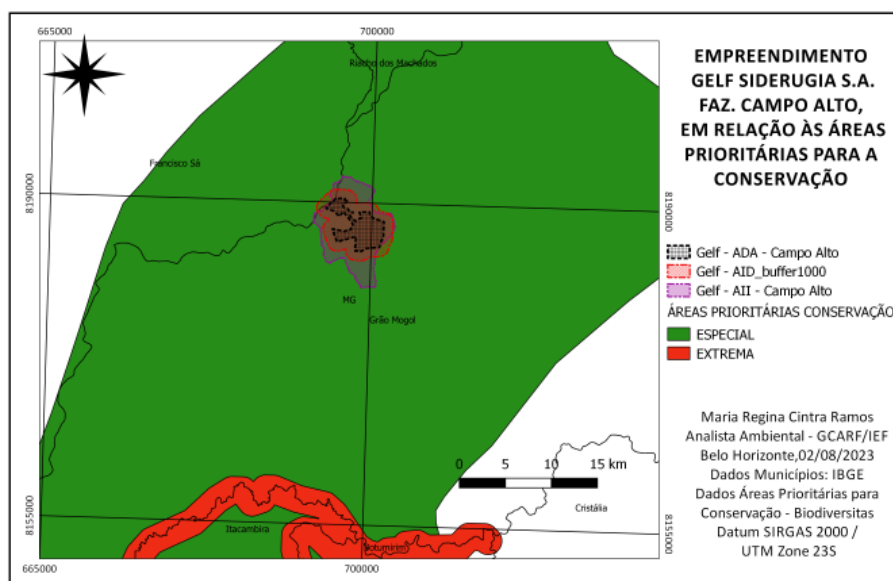 665000
700000
EMPREENDIMENTO
GELF SIDERUGIA S.A.
FAZ. CAMPO ALTO,
EM RELAÇÃO ÀS ÁREAS
PRIORITÁRIAS PARA A
CONSERVAÇÃO
Riacho dos Machados
Francisco Sá
8190000
8190000
MG
Grão Mogol
Gelf - ADA - Campo Alto
Gelf - AID_buffer1000
Gelf - AII - Campo Alto
ÁREAS PRIORITÁRIAS CONSERVAÇÃO
ESPECIAL
EXTREMA
0 5 10 15 km
Cristália
Itacambira
8155000
8155000
665000
700000
Maria Regina Cintra Ramos
Analista Ambiental - GCARF/IEF
Belo Horizonte,02/08/2023
Dados Municípios: IBGE
Dados Áreas Prioritárias para
Conservação - Biodiversitas
Datum SIRGAS 2000 /
UTM Zone 23S